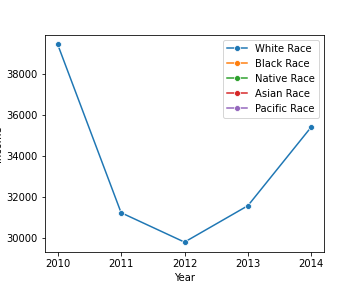 White Race
Black Race
Native Race
Asian Race
Pacific Race
38000
36000
34000
32000
30000
2010 2011 2012 2013 2014
Year